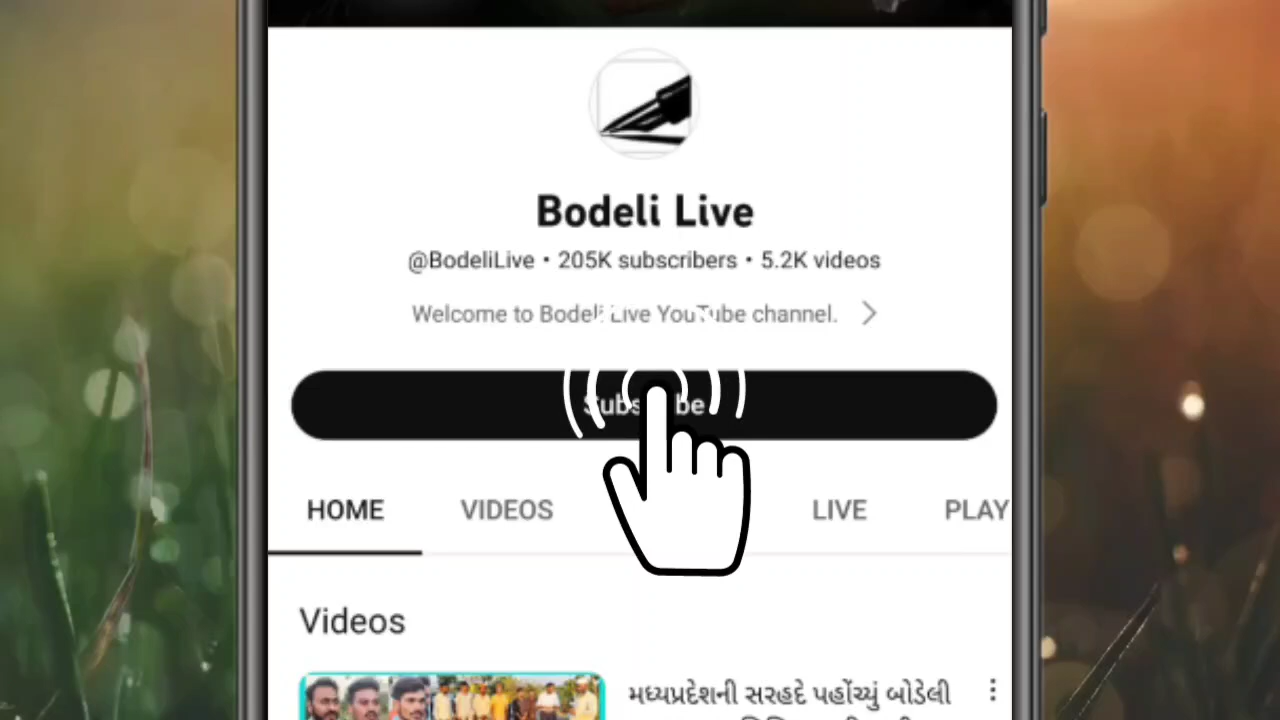 Bodeli Live
@BodeliLive • 205K subscribers • 5.2K videos
Welcome to Bodeli Live YouTube channel.
HOME VIDEOS LIVE PLAY
Videos
મધ્યપ્રદેશની સરહદે પહોંચ્યું બોડેલી